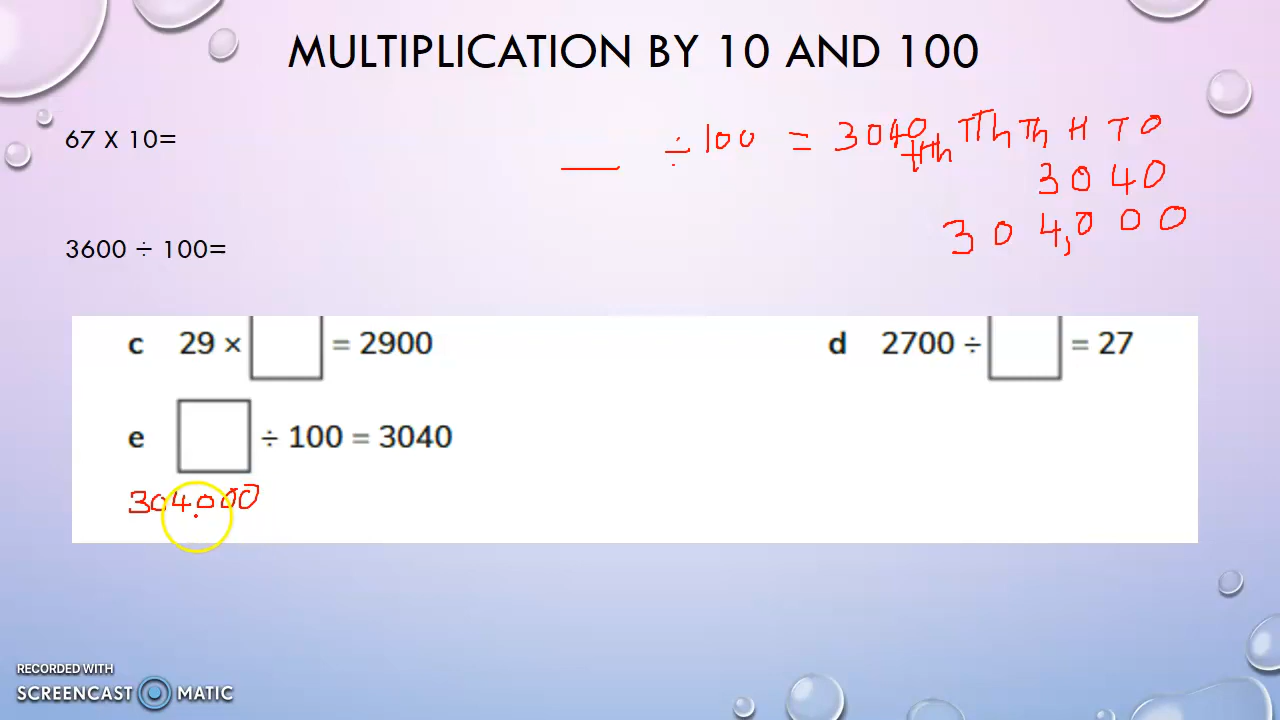 MULTIPLICATION BY 10 AND 100
67 X 10=
___ ÷ 100 = 3040
HTh TTh Th H T O
3 0 4 0
3 0 4,0 0 0
3600 ÷ 100=
c 29 × □ = 2900
d 2700 ÷ □ = 27
e □ ÷ 100 = 3040
304,000
RECORDED WITH
SCREENCAST MATIC